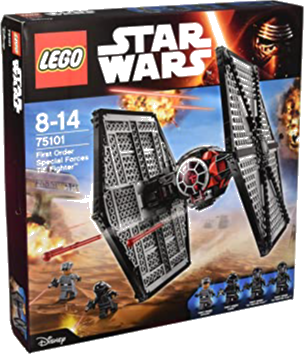 LEGO
STAR
WARS
8-14
75101
First Order
Special Forces
TIE Fighter
Disney